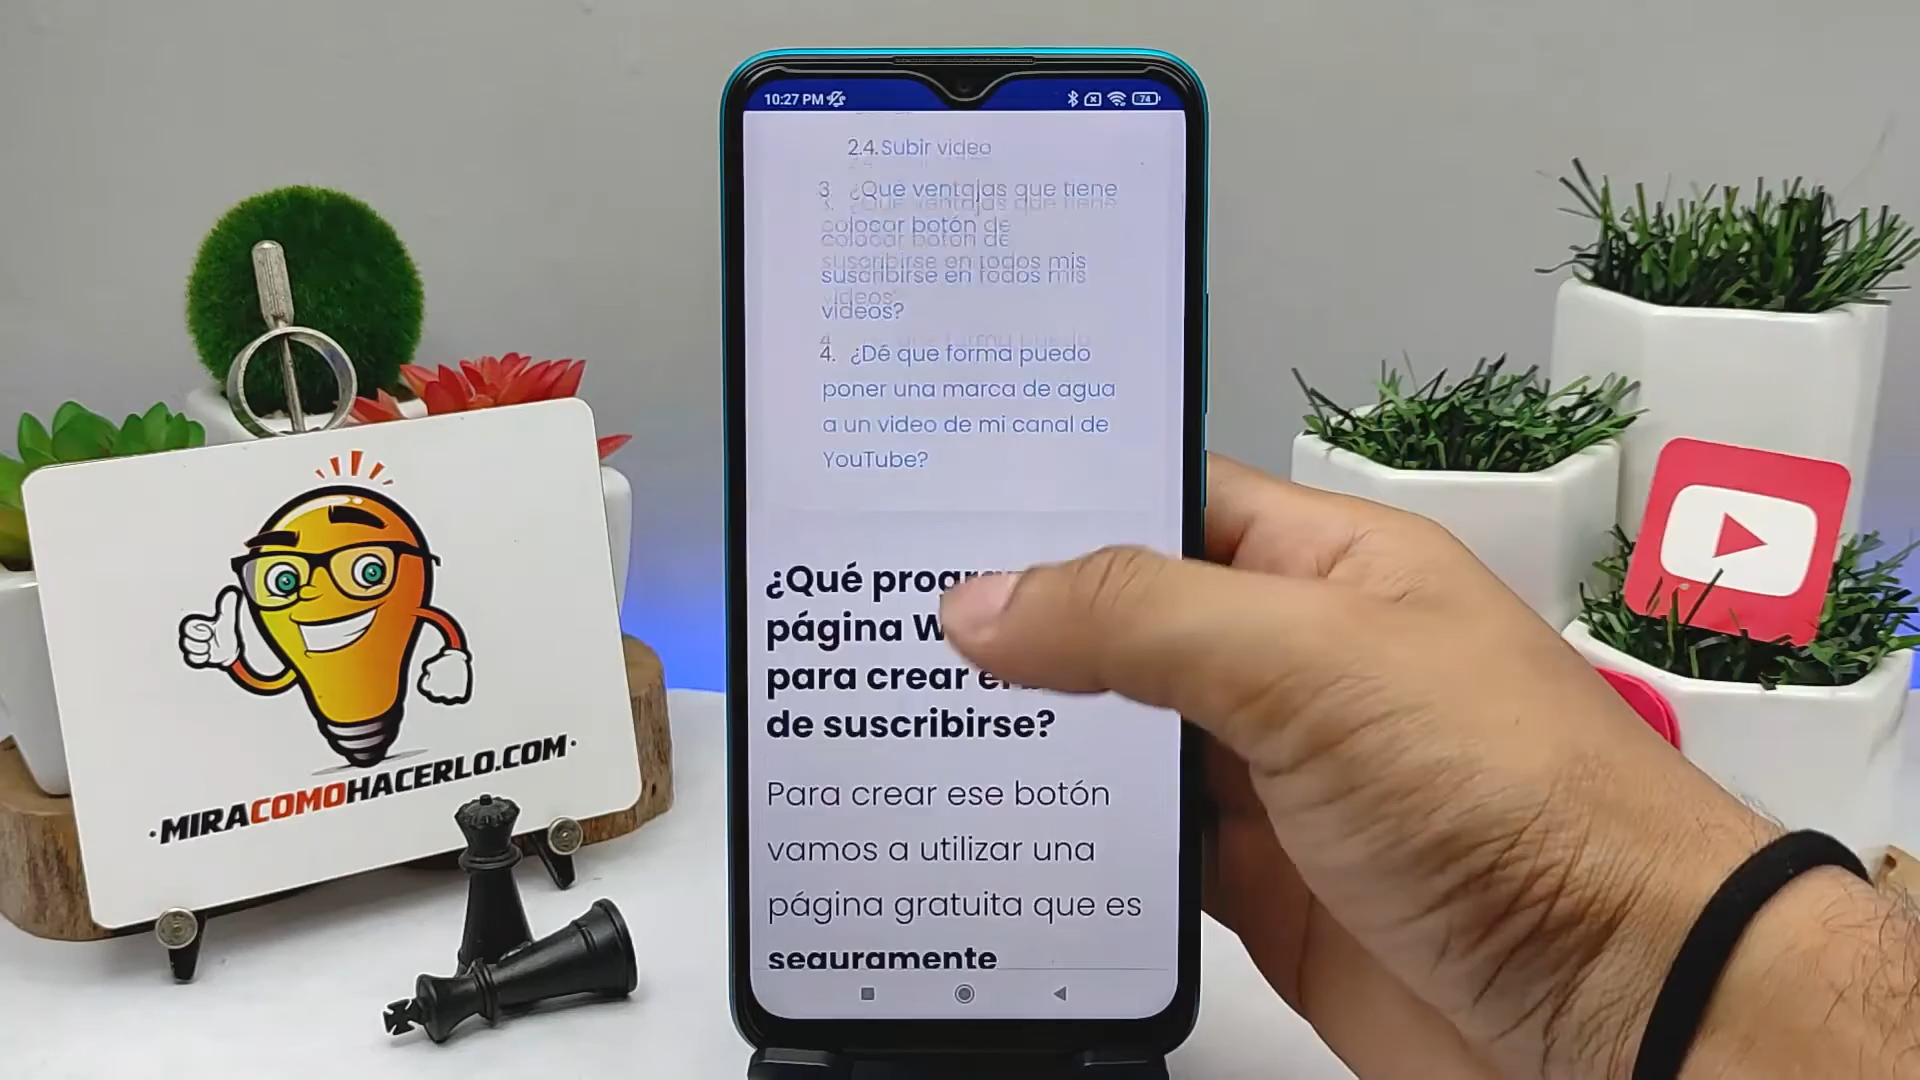 10:27 PM
74
2.4. Subir video
3. ¿Qué ventajas que tiene
colocar botón de
suscribirse en todos mis
videos?
4. ¿Dé que forma puedo
poner una marca de agua
a un video de mi canal de
YouTube?
¿Qué
página
para crear
de suscribirse?
Para crear ese botón
vamos a utilizar una
página gratuita que es
seguramente
·MIRACOMOHACERLO.COM·